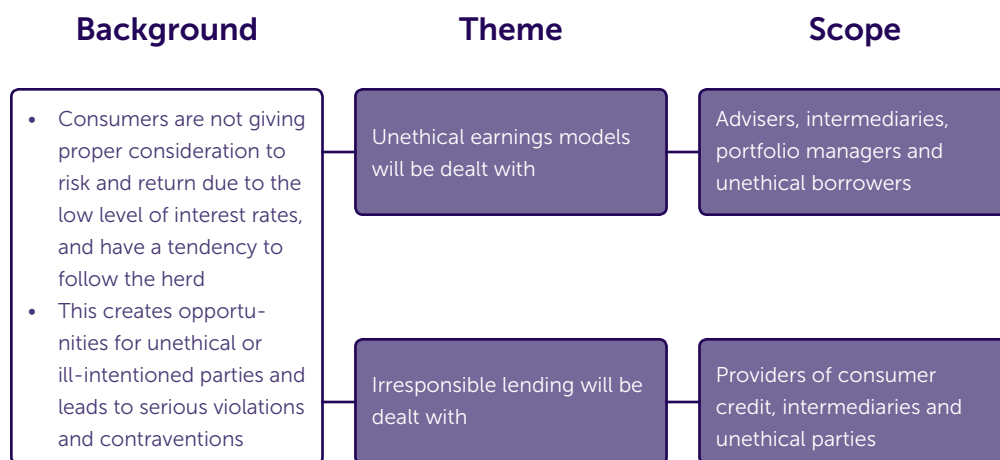 Background
Theme
Scope
• Consumers are not giving
proper consideration to
risk and return due to the
low level of interest rates,
and have a tendency to
follow the herd
• This creates opportu-
nities for unethical or
ill-intentioned parties and
leads to serious violations
and contraventions
Unethical earnings models
will be dealt with
Advisers, intermediaries,
portfolio managers and
unethical borrowers
Irresponsible lending will be
dealt with
Providers of consumer
credit, intermediaries and
unethical parties